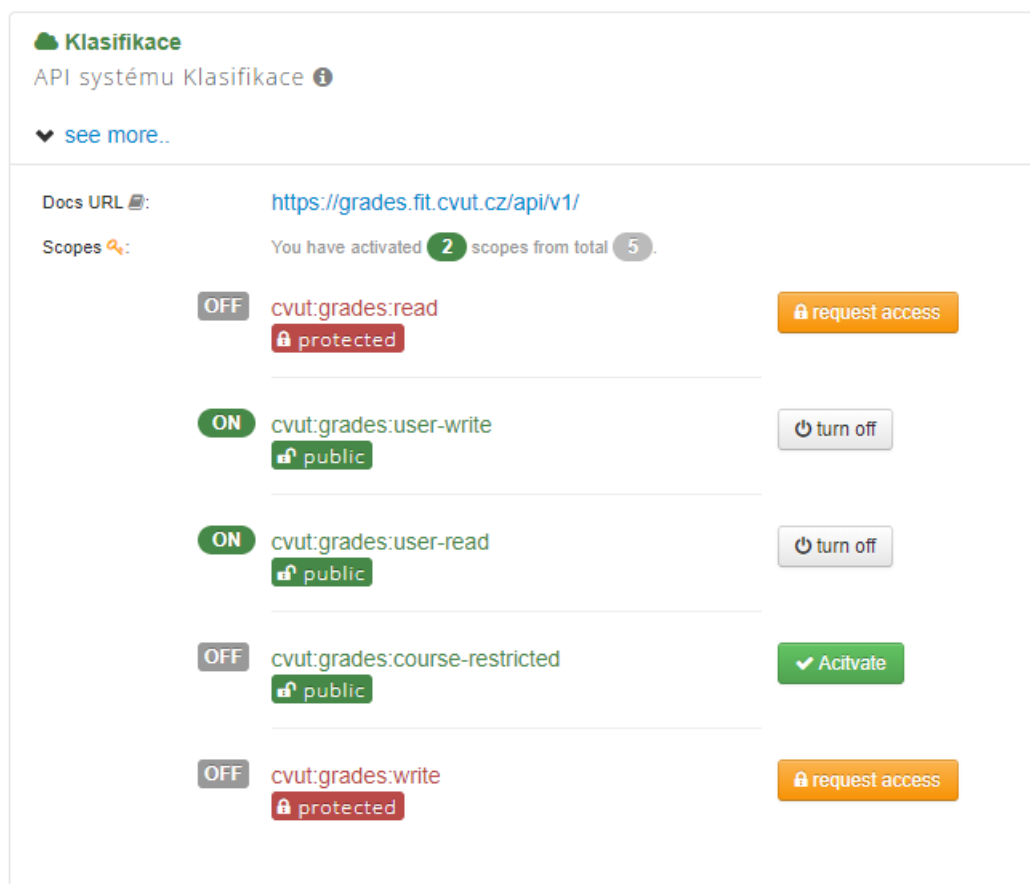 Klasifikace
API systému Klasifikace
see more..
Docs URL : https://grades.fit.cvut.cz/api/v1/
Scopes : You have activated 2 scopes from total 5 .
OFF cvut:grades:read request access
protected
ON cvut:grades:user-write turn off
public
ON cvut:grades:user-read turn off
public
OFF cvut:grades:course-restricted Acitvate
public
OFF cvut:grades:write request access
protected